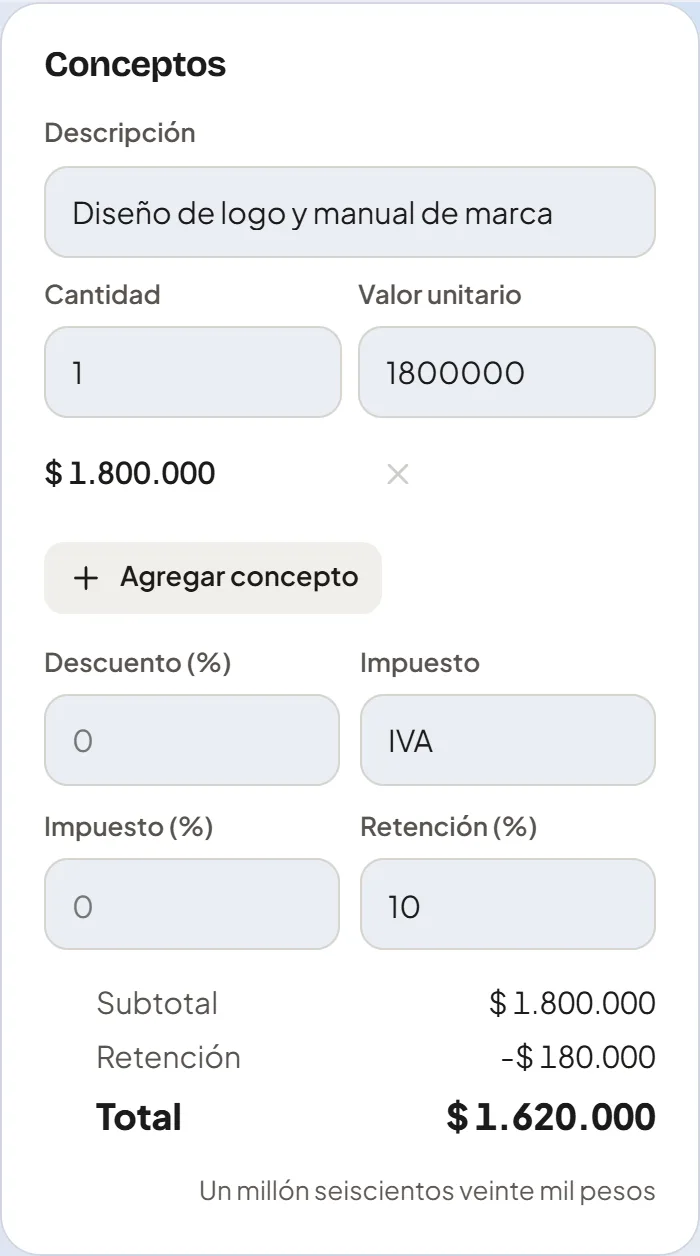 Conceptos
Descripción
Diseño de logo y manual de marca
Cantidad Valor unitario
1 1800000
$ 1.800.000 ×
+ Agregar concepto
Descuento (%) Impuesto
0 IVA
Impuesto (%) Retención (%)
0 10
Subtotal $ 1.800.000
Retención -$ 180.000
Total $ 1.620.000
Un millón seiscientos veinte mil pesos